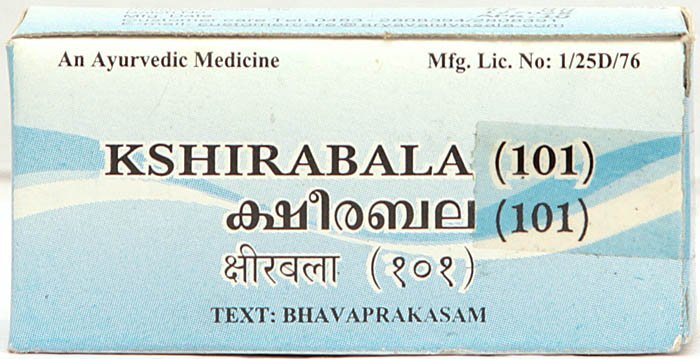 An Ayurvedic Medicine
Mfg. Lic. No: 1/25D/76
KSHIRABALA (101)
ക്ഷീരബല (101)
क्षीरबला (१०१)
TEXT: BHAVAPRAKASAM